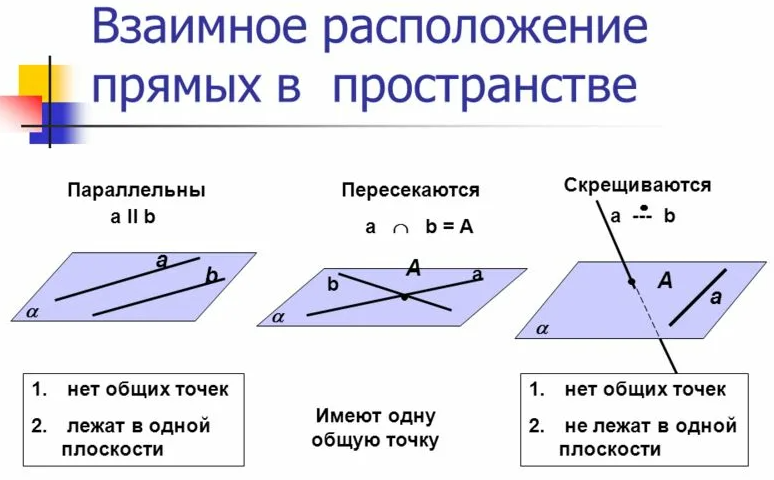 Взаимное расположение
прямых в пространстве
Параллельны
a II b
a
b
α
Пересекаются
a ∩ b = A
A
a
b
α
Скрещиваются
a --- b
A
a
α
1. нет общих точек
2. лежат в одной
плоскости
Имеют одну
общую точку
1. нет общих точек
2. не лежат в одной
плоскости